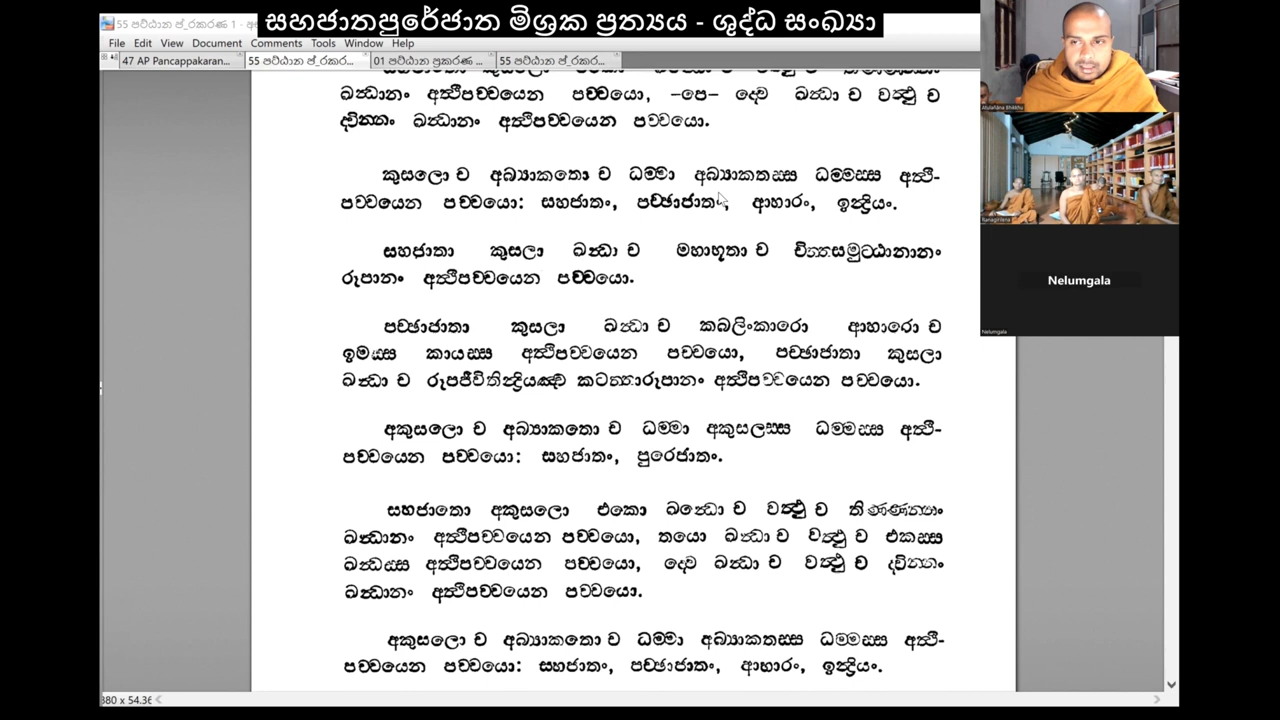 සහජාතපුරේජාත මිශ්‍රක ප්‍රත්‍යය - ශුද්ධ සංඛ්‍යා
File Edit View Document Comments Tools Window Help
47 AP Pancappakaran... 55 පට්ඨාන ප්_රකර... 01 පට්ඨාන ප්‍රකරණ ... 55 පට්ඨාන ප්_රකර...
ඛන්‍ධානං අත්‍ථිපච්චයෙන පච්චයො, –පෙ– ද්වෙ ඛන්‍ධා ච වත්‍ථු ච
ද්වින්නං ඛන්‍ධානං අත්‍ථිපච්චයෙන පච්චයො.
කුසලො ච අබ්‍යාකතො ච ධම්මා අබ්‍යාකතස්ස ධම්මස්ස අත්‍ථි-
පච්චයෙන පච්චයො: සහජාතං, පච්ඡාජාතං, ආහාරං, ඉන්‍ද්‍රියං.
සහජාතා කුසලා ඛන්‍ධා ච මහාභූතා ච චිත්තසමුට්ඨානානං
රූපානං අත්‍ථිපච්චයෙන පච්චයො.
පච්ඡාජාතා කුසලා ඛන්‍ධා ච කබලිංකාරො ආහාරො ච
ඉමස්ස කායස්ස අත්‍ථිපච්චයෙන පච්චයො, පච්ඡාජාතා කුසලා
ඛන්‍ධා ච රූපජීවිතින්‍ද්‍රියඤ්ච කටත්තාරූපානං අත්‍ථිපච්චයෙන පච්චයො.
අකුසලො ච අබ්‍යාකතො ච ධම්මා අකුසලස්ස ධම්මස්ස අත්‍ථි-
පච්චයෙන පච්චයො: සහජාතං, පුරෙජාතං.
සහජාතො අකුසලො එකො ඛන්‍ධො ච වත්‍ථු ච තිණ්ණන්නං
ඛන්‍ධානං අත්‍ථිපච්චයෙන පච්චයො, තයො ඛන්‍ධා ච වත්‍ථු ච එකස්ස
ඛන්‍ධස්ස අත්‍ථිපච්චයෙන පච්චයො, ද්වෙ ඛන්‍ධා ච වත්‍ථු ච ද්වින්නං
ඛන්‍ධානං අත්‍ථිපච්චයෙන පච්චයො.
අකුසලො ච අබ්‍යාකතො ච ධම්මා අබ්‍යාකතස්ස ධම්මස්ස අත්‍ථි-
පච්චයෙන පච්චයො: සහජාතං, පච්ඡාජාතං, ආහාරං, ඉන්‍ද්‍රියං.
Nelumgala
Nelumgala